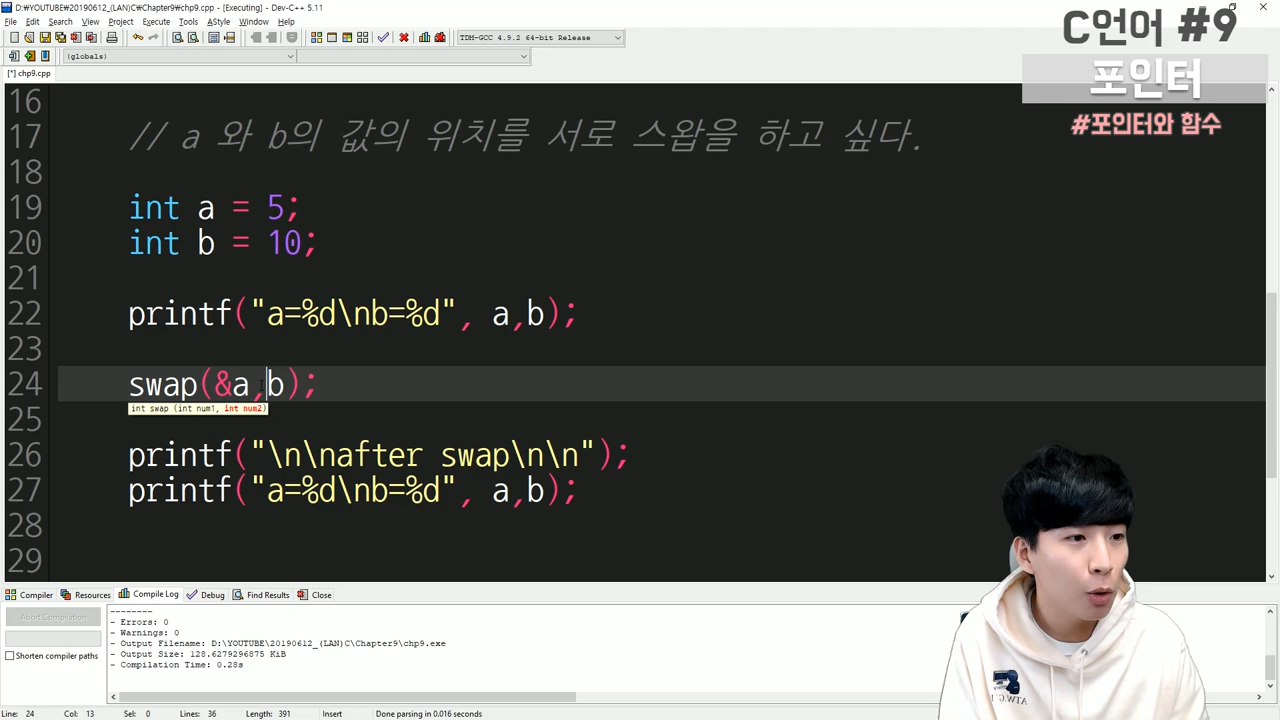 D:₩YOUTUBE₩20190612_(LAN)C₩Chapter9₩chp9.cpp - [Executing] - Dev-C++ 5.11
File Edit Search View Project Execute Tools AStyle Window Help
TDM-GCC 4.9.2 64-bit Release
(globals)
[*] chp9.cpp
C언어 #9
포인터
#포인터와 함수
16
17 // a 와 b의 값의 위치를 서로 스왑을 하고 싶다.
18
19 int a = 5;
20 int b = 10;
21
22 printf("a=%d\nb=%d", a,b);
23
24 swap(&a,b);
int swap (int num1, int num2)
25
26 printf("\n\nafter swap\n\n");
27 printf("a=%d\nb=%d", a,b);
28
29
Compiler Resources Compile Log Debug Find Results Close
Abort Compilation
Shorten compiler paths
--------
- Errors: 0
- Warnings: 0
- Output Filename: D:₩YOUTUBE₩20190612_(LAN)C₩Chapter9₩chp9.exe
- Output Size: 128.6279296875 KiB
- Compilation Time: 0.28s
Line: 24 Col: 13 Sel: 0 Lines: 36 Length: 391 Insert Done parsing in 0.016 seconds